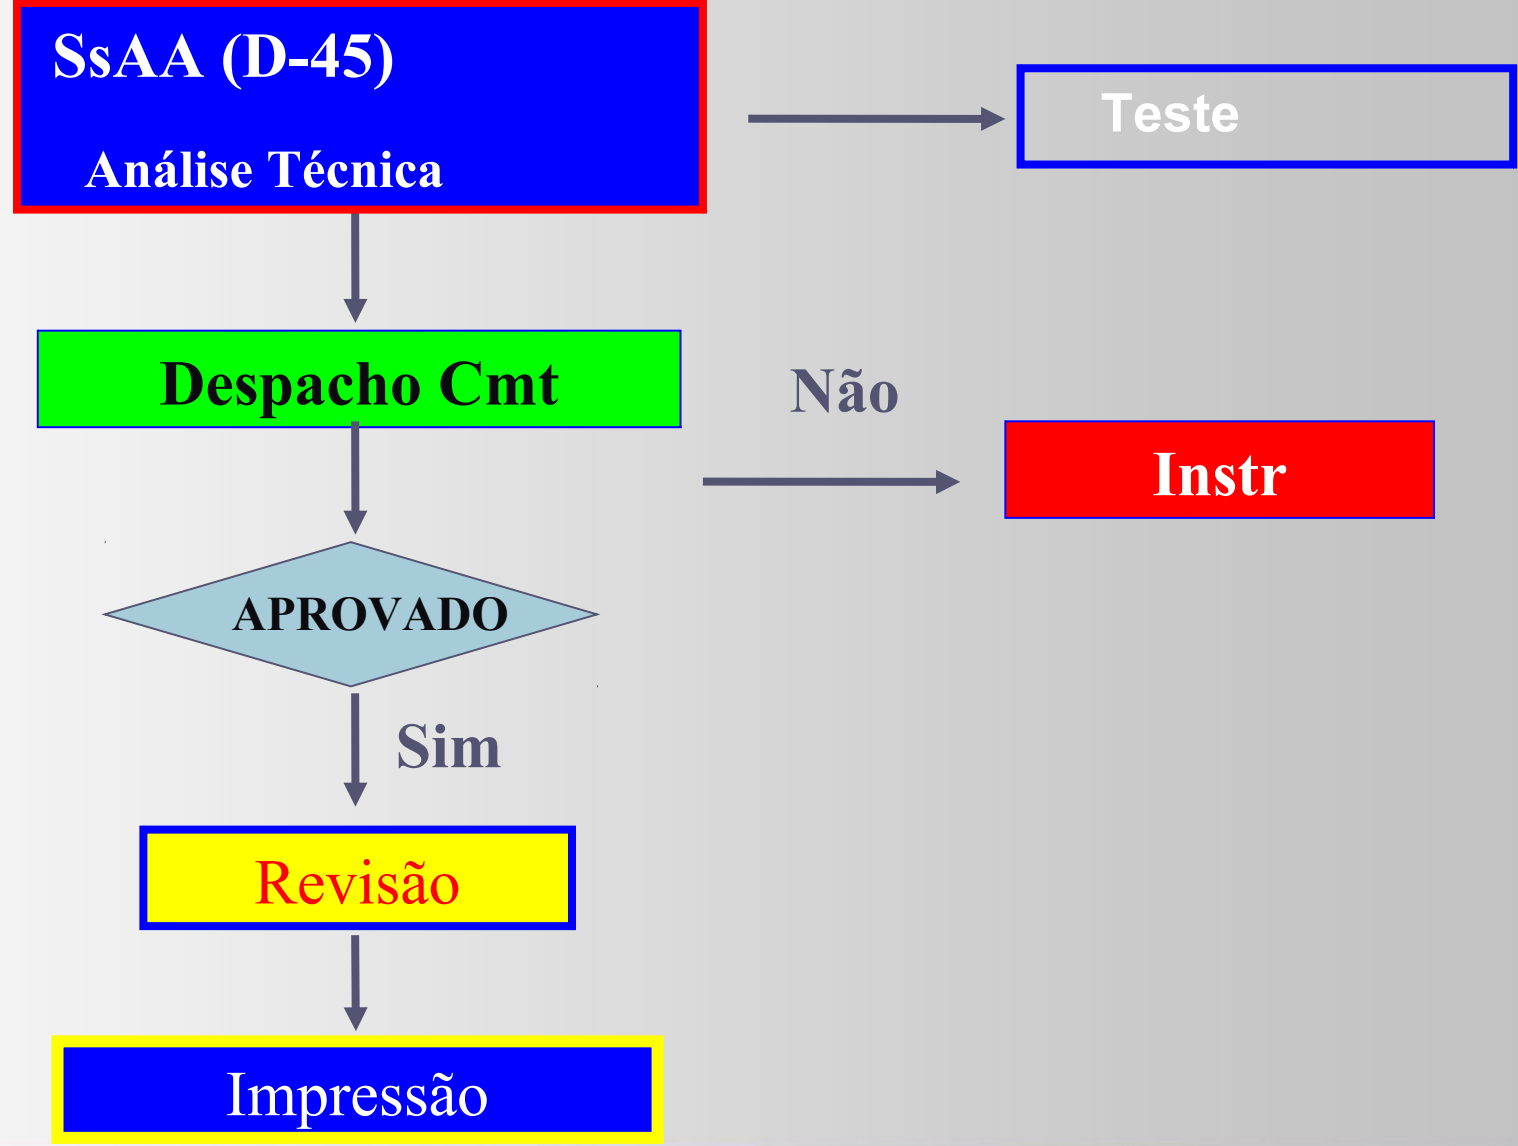 SsAA (D-45)
Análise Técnica
Teste
Despacho Cmt
Não
Instr
APROVADO
Sim
Revisão
Impressão